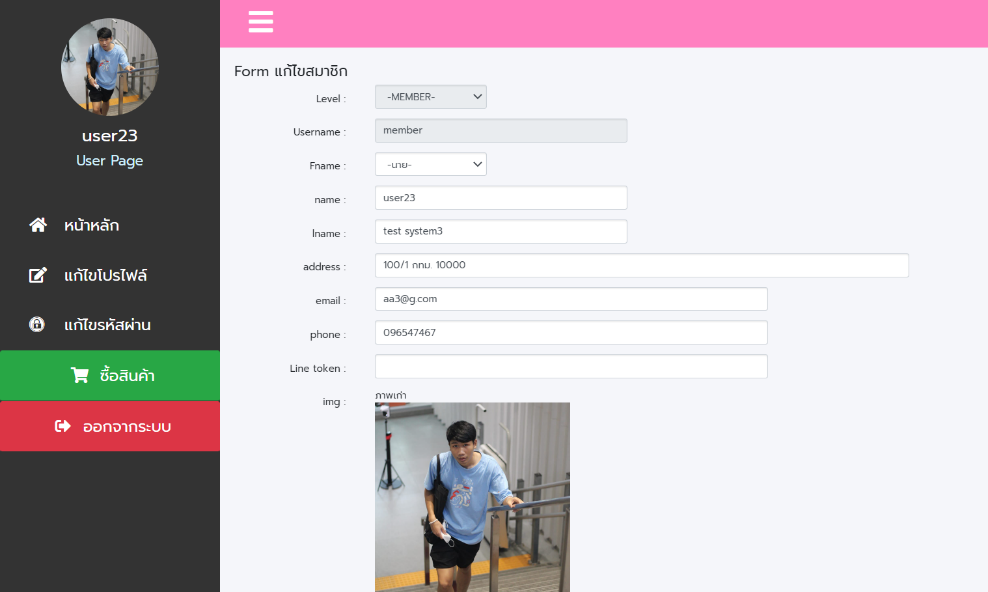 user23
User Page
หน้าหลัก
แก้ไขโปรไฟล์
แก้ไขรหัสผ่าน
ซื้อสินค้า
ออกจากระบบ
Form แก้ไขสมาชิก
Level : -MEMBER-
Username : member
Fname : -นาย-
name : user23
lname : test system3
address : 100/1 กทม. 10000
email : aa3@g.com
phone : 096547467
Line token :
img : ภาพเก่า